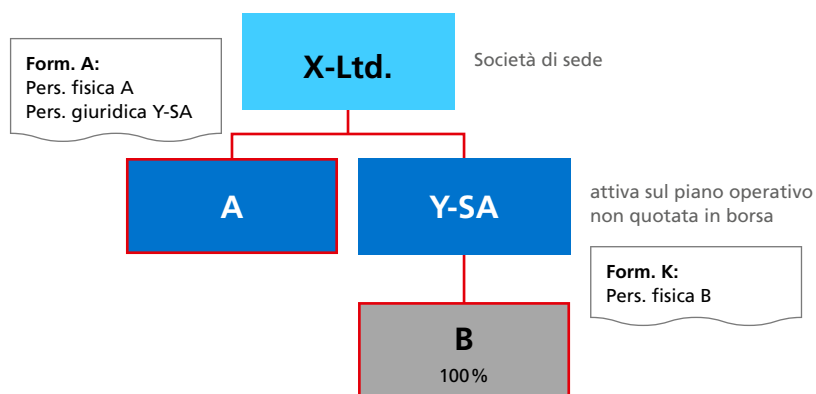 Form. A:
Pers. fisica A
Pers. giuridica Y-SA
X-Ltd.
Società di sede
A
Y-SA
attiva sul piano operativo
non quotata in borsa
Form. K:
Pers. fisica B
B
100 %